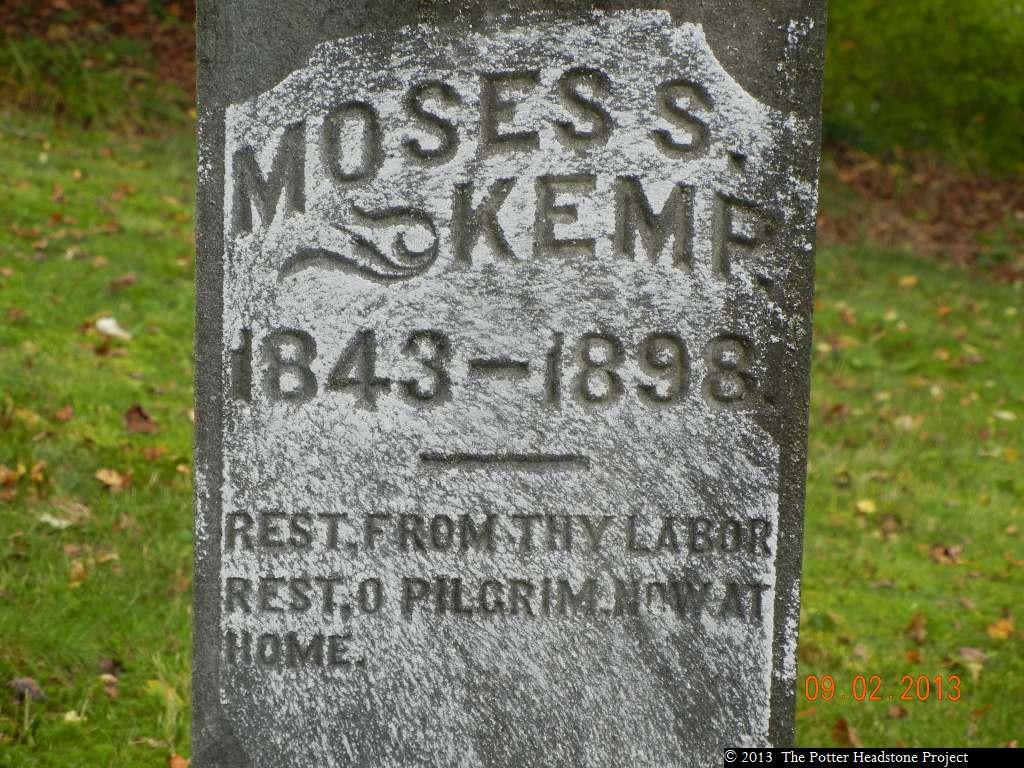 MOSES S.
KEMP.
1843–1898.
REST, FROM THY LABOR
REST, O PILGRIM, NOW AT
HOME.
09.02.2013
© 2013 The Potter Headstone Project